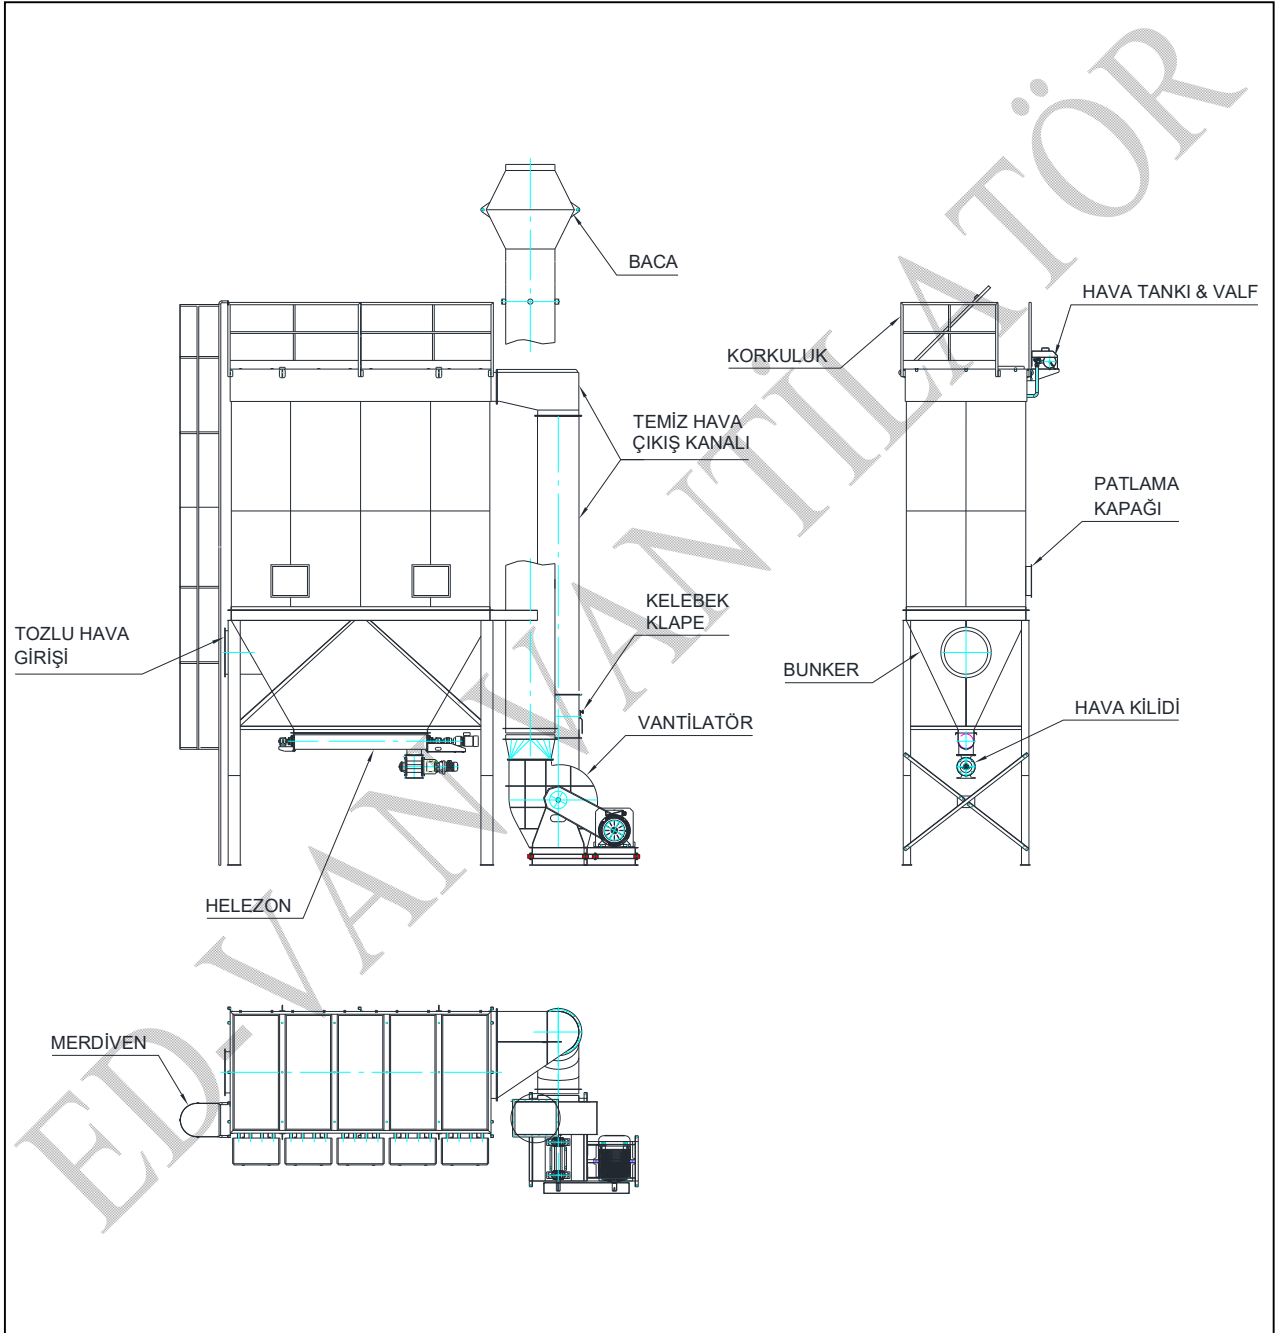 BACA
HAVA TANKI & VALF
KORKULUK
TEMİZ HAVA
ÇIKIŞ KANALI
PATLAMA
KAPAĞI
KELEBEK
KLAPE
TOZLU HAVA
GİRİŞİ
BUNKER
HAVA KİLİDİ
VANTİLATÖR
HELEZON
MERDİVEN
ED-VAN VANTİLATÖR